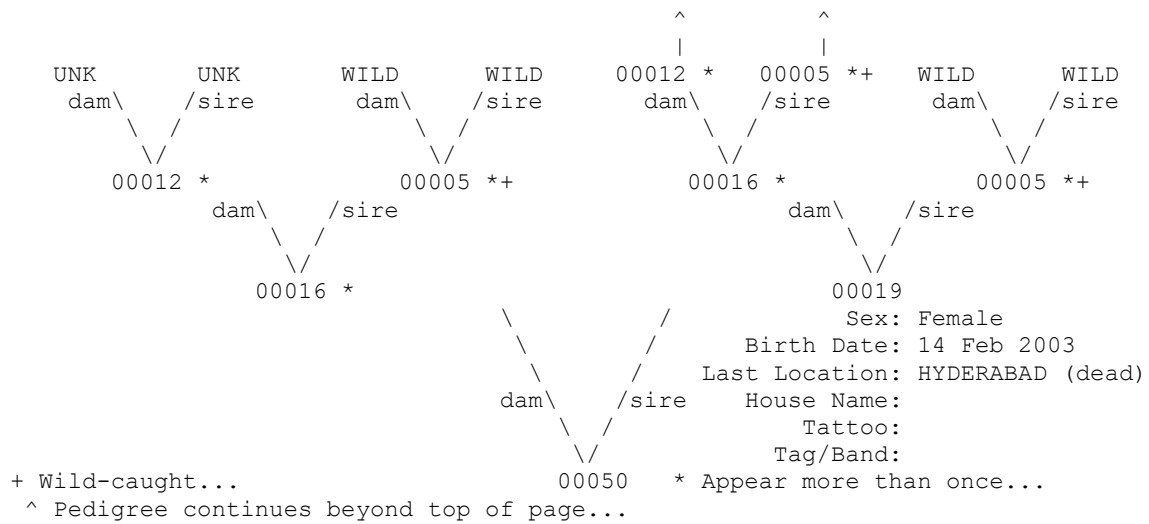 ^ ^
| |
UNK UNK WILD WILD 00012 * 00005 *+ WILD WILD
dam\ /sire dam\ /sire dam\ /sire dam\ /sire
\ / \ / \ / \ /
\/ \/ \/ \/
00012 * 00005 *+ 00016 * 00005 *+
dam\ /sire dam\ /sire
\ / \ /
\/ \/
00016 * 00019
\ / Sex: Female
\ / Birth Date: 14 Feb 2003
\ / Last Location: HYDERABAD (dead)
dam\ /sire House Name:
\ / Tattoo:
\/ Tag/Band:
+ Wild-caught... 00050 * Appear more than once...
^ Pedigree continues beyond top of page...